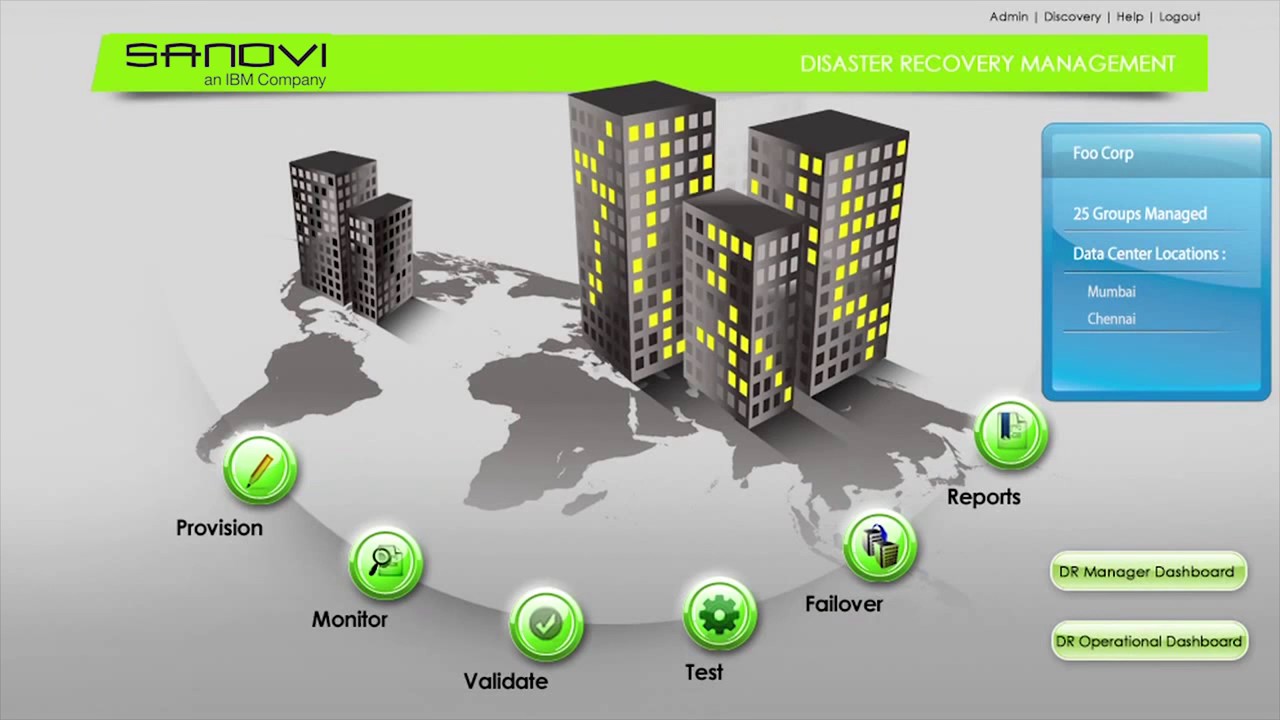 Admin | Discovery | Help | Logout
SANOVI
an IBM Company
DISASTER RECOVERY MANAGEMENT
Foo Corp
25 Groups Managed
Data Center Locations :
Mumbai
Chennai
Reports
Provision
Failover
Monitor
Test
Validate
DR Manager Dashboard
DR Operational Dashboard